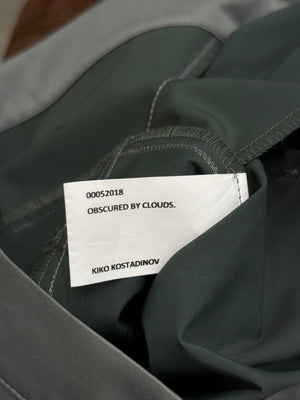 00052018
OBSCURED BY CLOUDS.
KIKO KOSTADINOV